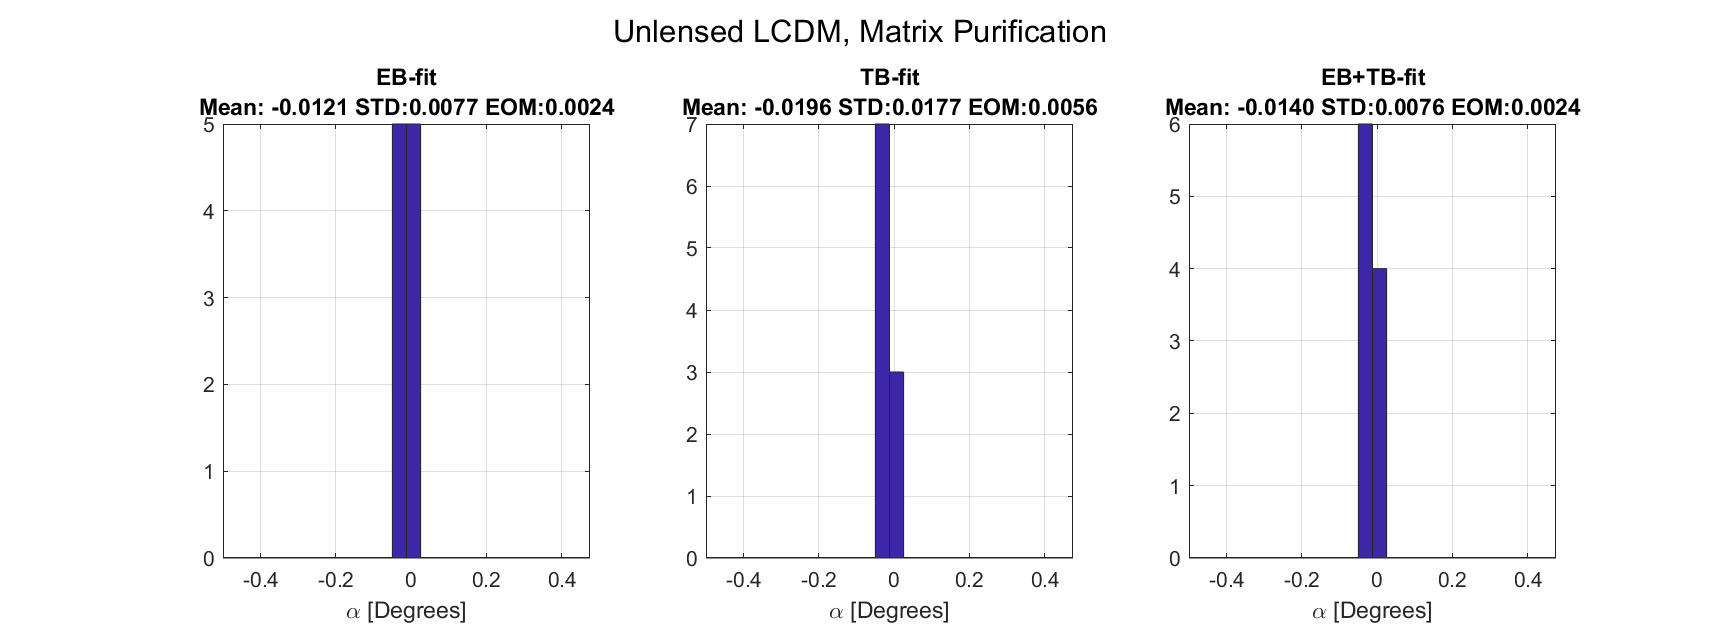 Unlensed LCDM, Matrix Purification
EB-fit
Mean: -0.0121 STD:0.0077 EOM:0.0024
5
4
3
2
1
0
-0.4 -0.2 0 0.2 0.4
α [Degrees]
TB-fit
Mean: -0.0196 STD:0.0177 EOM:0.0056
7
6
5
4
3
2
1
0
-0.4 -0.2 0 0.2 0.4
α [Degrees]
EB+TB-fit
Mean: -0.0140 STD:0.0076 EOM:0.0024
6
5
4
3
2
1
0
-0.4 -0.2 0 0.2 0.4
α [Degrees]